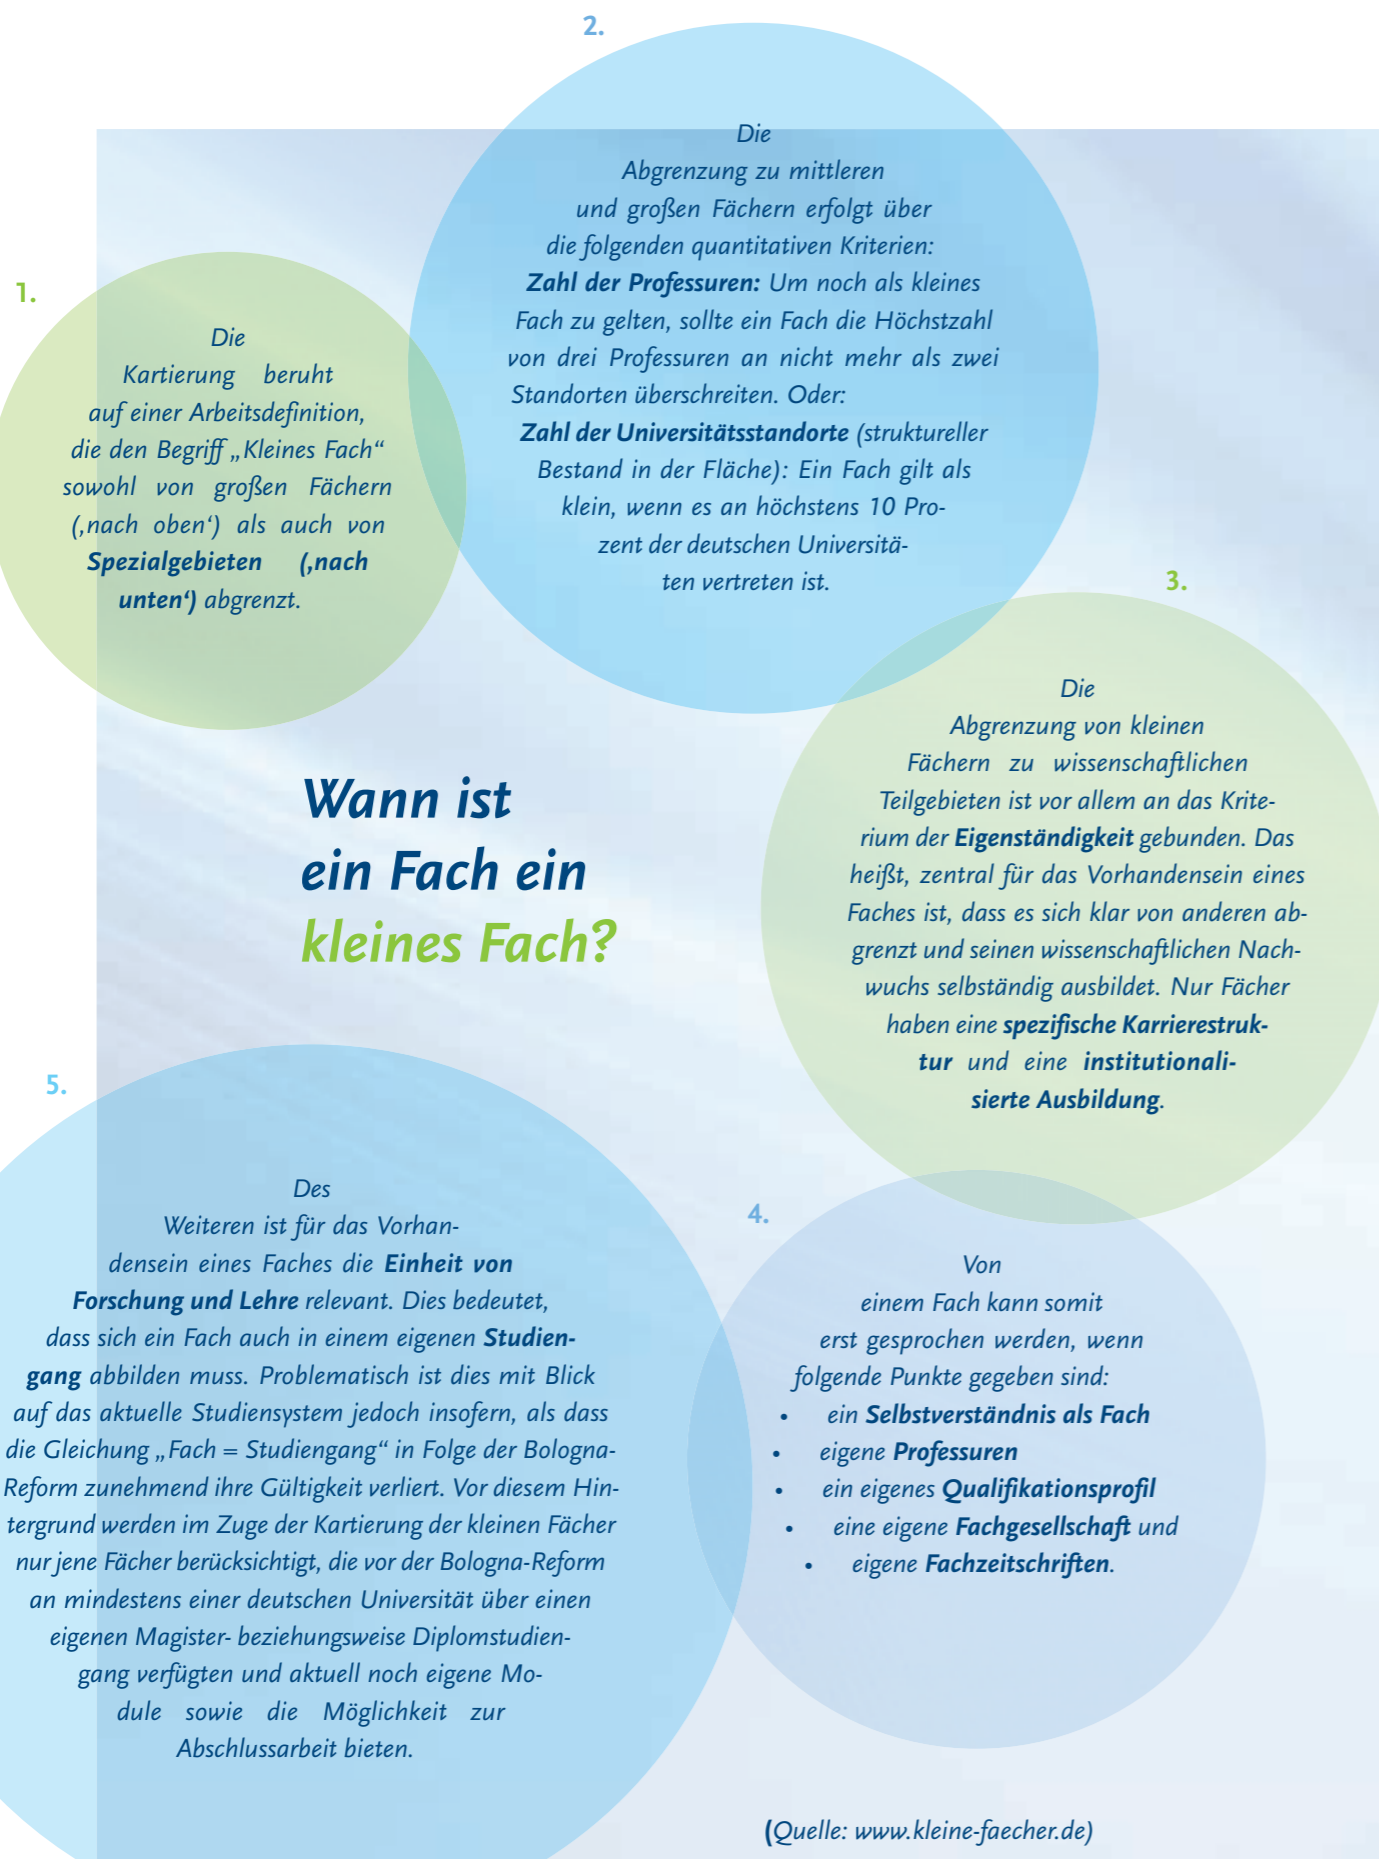 1.
Die
Kartierung beruht
auf einer Arbeitsdefinition,
die den Begriff „Kleines Fach“
sowohl von großen Fächern
(‚nach oben‘) als auch von
Spezialgebieten (‚nach
unten‘) abgrenzt.
2.
Die
Abgrenzung zu mittleren
und großen Fächern erfolgt über
die folgenden quantitativen Kriterien:
Zahl der Professuren: Um noch als kleines
Fach zu gelten, sollte ein Fach die Höchstzahl
von drei Professuren an nicht mehr als zwei
Standorten überschreiten. Oder:
Zahl der Universitätsstandorte (struktureller
Bestand in der Fläche): Ein Fach gilt als
klein, wenn es an höchstens 10 Pro-
zent der deutschen Universitä-
ten vertreten ist.
Wann ist
ein Fach ein
kleines Fach?
3.
Die
Abgrenzung von kleinen
Fächern zu wissenschaftlichen
Teilgebieten ist vor allem an das Krite-
rium der Eigenständigkeit gebunden. Das
heißt, zentral für das Vorhandensein eines
Faches ist, dass es sich klar von anderen ab-
grenzt und seinen wissenschaftlichen Nach-
wuchs selbständig ausbildet. Nur Fächer
haben eine spezifische Karrierestruk-
tur und eine institutionali-
sierte Ausbildung.
4.
Von
einem Fach kann somit
erst gesprochen werden, wenn
folgende Punkte gegeben sind:
• ein Selbstverständnis als Fach
• eigene Professuren
• ein eigenes Qualifikationsprofil
• eine eigene Fachgesellschaft und
• eigene Fachzeitschriften.
5.
Des
Weiteren ist für das Vorhan-
densein eines Faches die Einheit von
Forschung und Lehre relevant. Dies bedeutet,
dass sich ein Fach auch in einem eigenen Studien-
gang abbilden muss. Problematisch ist dies mit Blick
auf das aktuelle Studiensystem jedoch insofern, als dass
die Gleichung „Fach = Studiengang“ in Folge der Bologna-
Reform zunehmend ihre Gültigkeit verliert. Vor diesem Hin-
tergrund werden im Zuge der Kartierung der kleinen Fächer
nur jene Fächer berücksichtigt, die vor der Bologna-Reform
an mindestens einer deutschen Universität über einen
eigenen Magister- beziehungsweise Diplomstudien-
gang verfügten und aktuell noch eigene Mo-
dule sowie die Möglichkeit zur
Abschlussarbeit bieten.
(Quelle: www.kleine-faecher.de)